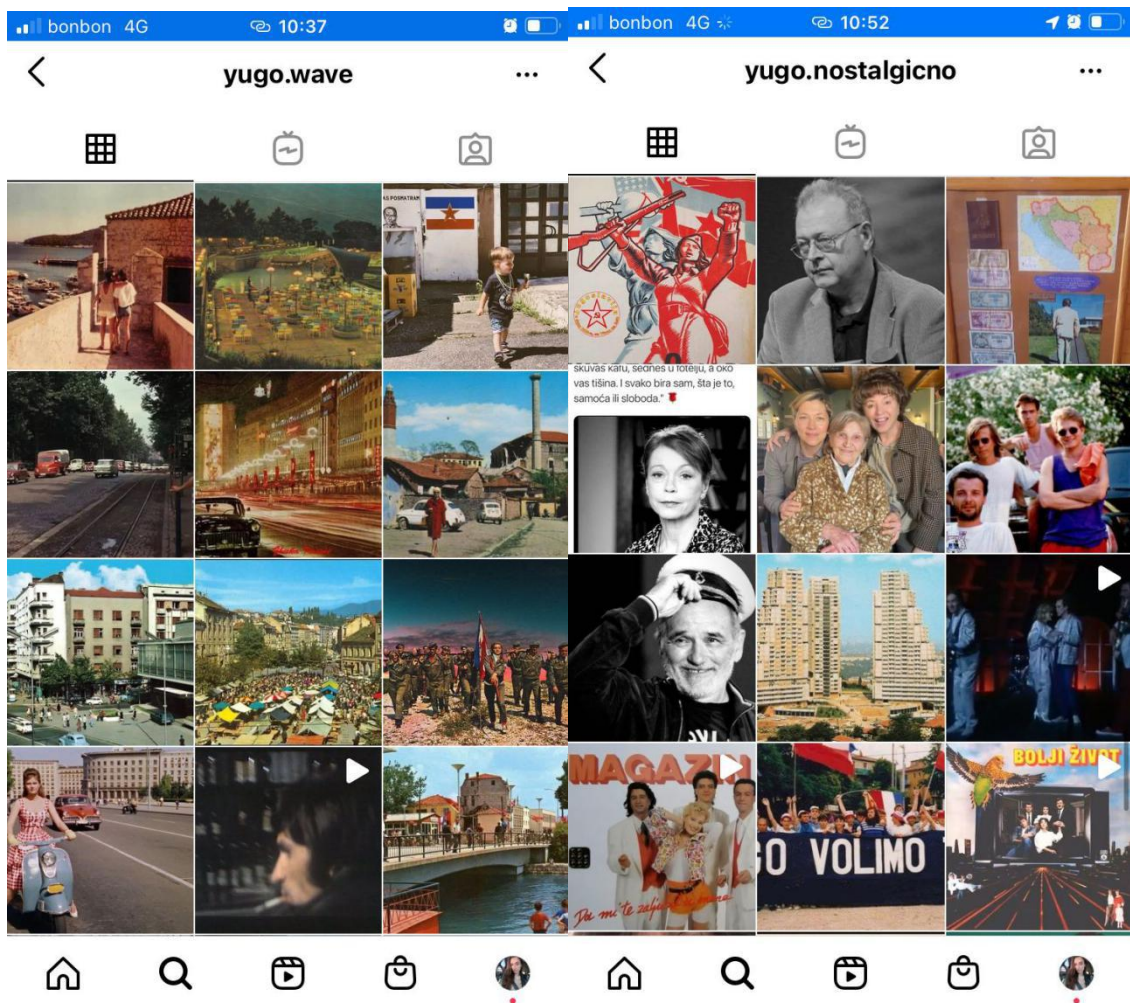 bonbon 4G
10:37
yugo.wave
bonbon 4G
10:52
yugo.nostalgicno
skuvaš kafu, sedneš u fotelju, a oko
vas tišina. I svako bira sam, šta je to,
samoća ili sloboda."
MAGAZIN
GO VOLIMO
BOLJI ŽIVOT